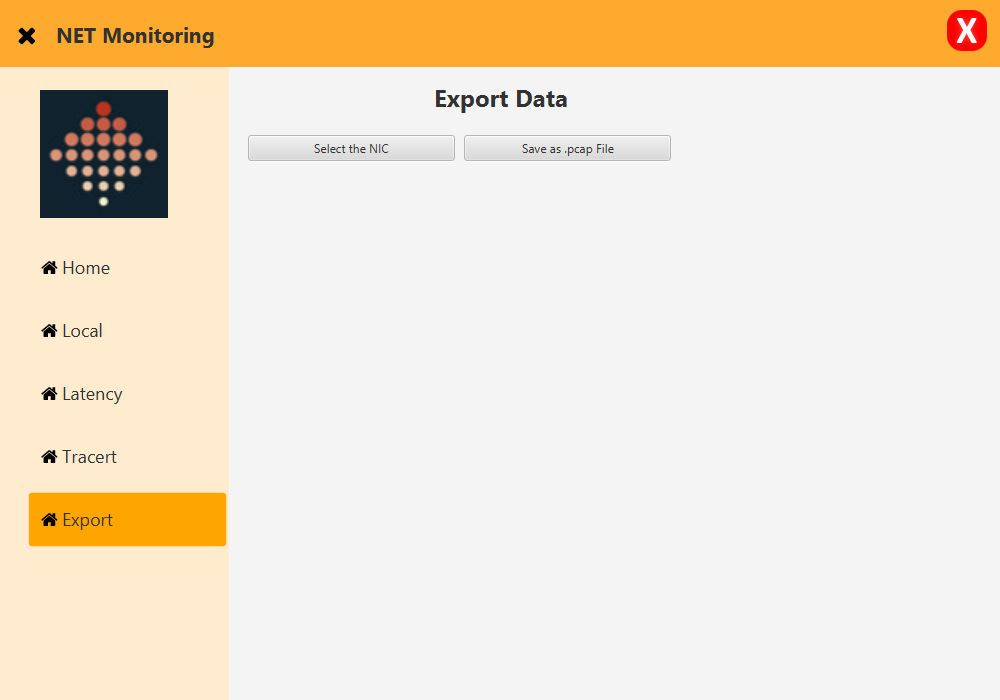 NET Monitoring
X
Export Data
Select the NIC
Save as .pcap File
Home
Local
Latency
Tracert
Export